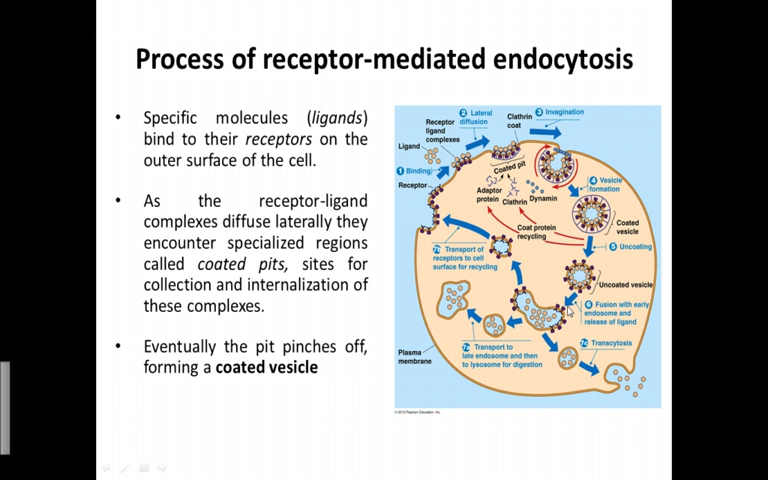 Process of receptor-mediated endocytosis
• Specific molecules (ligands)
bind to their receptors on the
outer surface of the cell.
• As the receptor-ligand
complexes diffuse laterally they
encounter specialized regions
called coated pits, sites for
collection and internalization of
these complexes.
• Eventually the pit pinches off,
forming a coated vesicle
Ligand
Receptor
ligand
complexes
2 Lateral
diffusion
Clathrin
coat
3 Invagination
1 Binding
Receptor
Coated pit
Adaptor
protein
Clathrin
Dynamin
4 Vesicle
formation
Coated
vesicle
Coat protein
recycling
5 Uncoating
7b Transport of
receptors to cell
surface for recycling
Uncoated vesicle
6 Fusion with early
endosome and
release of ligand
7a Transport to
late endosome and then
to lysosome for digestion
7c Transcytosis
Plasma
membrane
© 2012 Pearson Education, Inc.